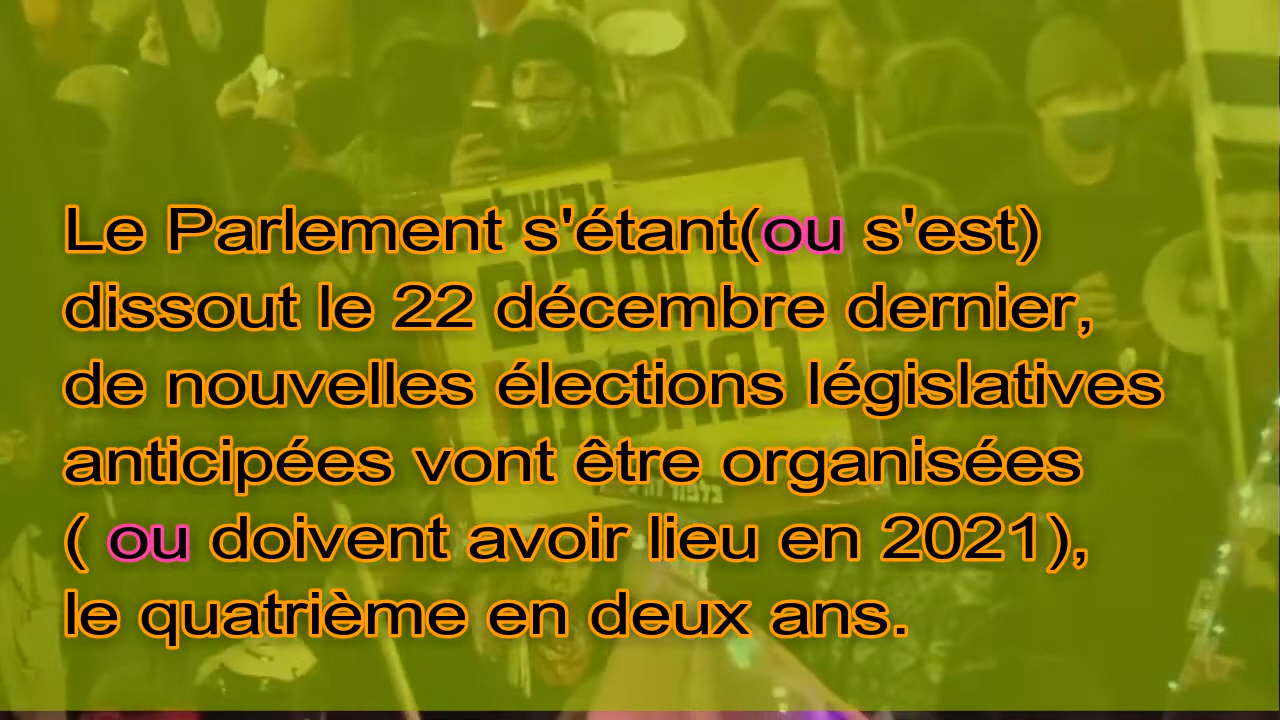 Le Parlement s'étant(ou s'est)
dissout le 22 décembre dernier,
de nouvelles élections législatives
anticipées vont être organisées
( ou doivent avoir lieu en 2021),
le quatrième en deux ans.